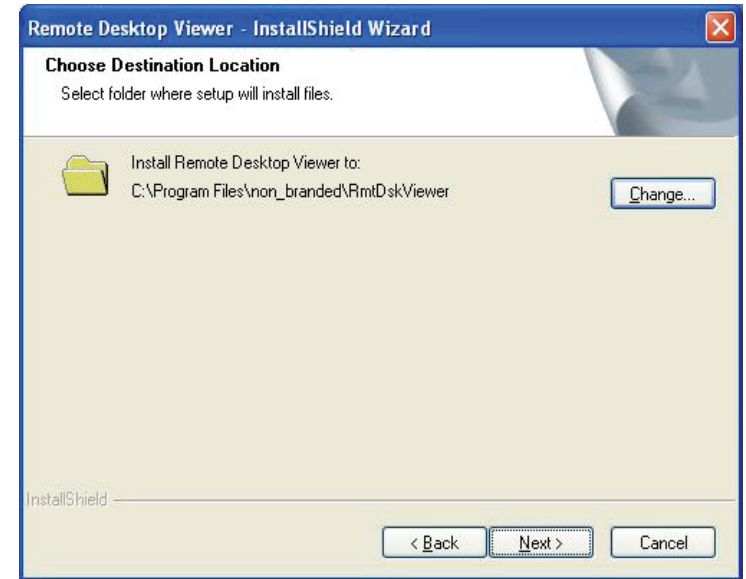 Remote Desktop Viewer - InstallShield Wizard
Choose Destination Location
Select folder where setup will install files.
Install Remote Desktop Viewer to:
C:\Program Files\non_branded\RmtDskViewer
Change...
InstallShield
< Back
Next >
Cancel